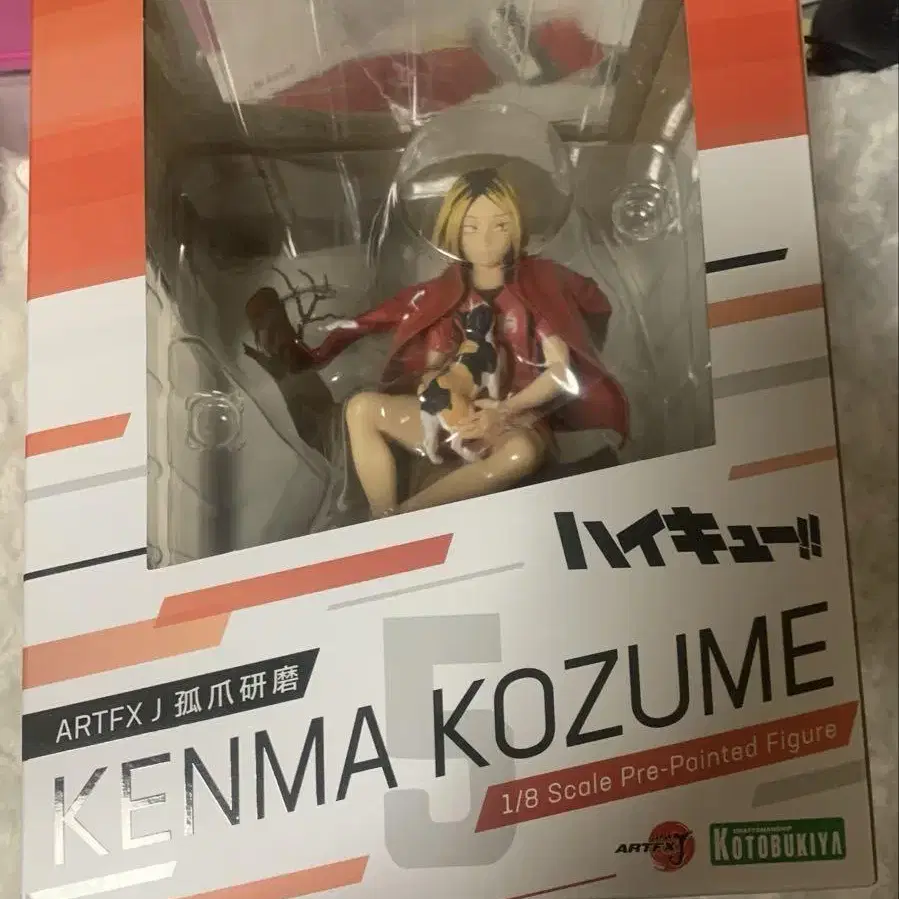 ハイキュー!!
ARTFX J 孤爪研磨
5
KENMA KOZUME
1/8 Scale Pre-Painted Figure
ARTFX J
CRAFTSMANSHIP
KOTOBUKIYA